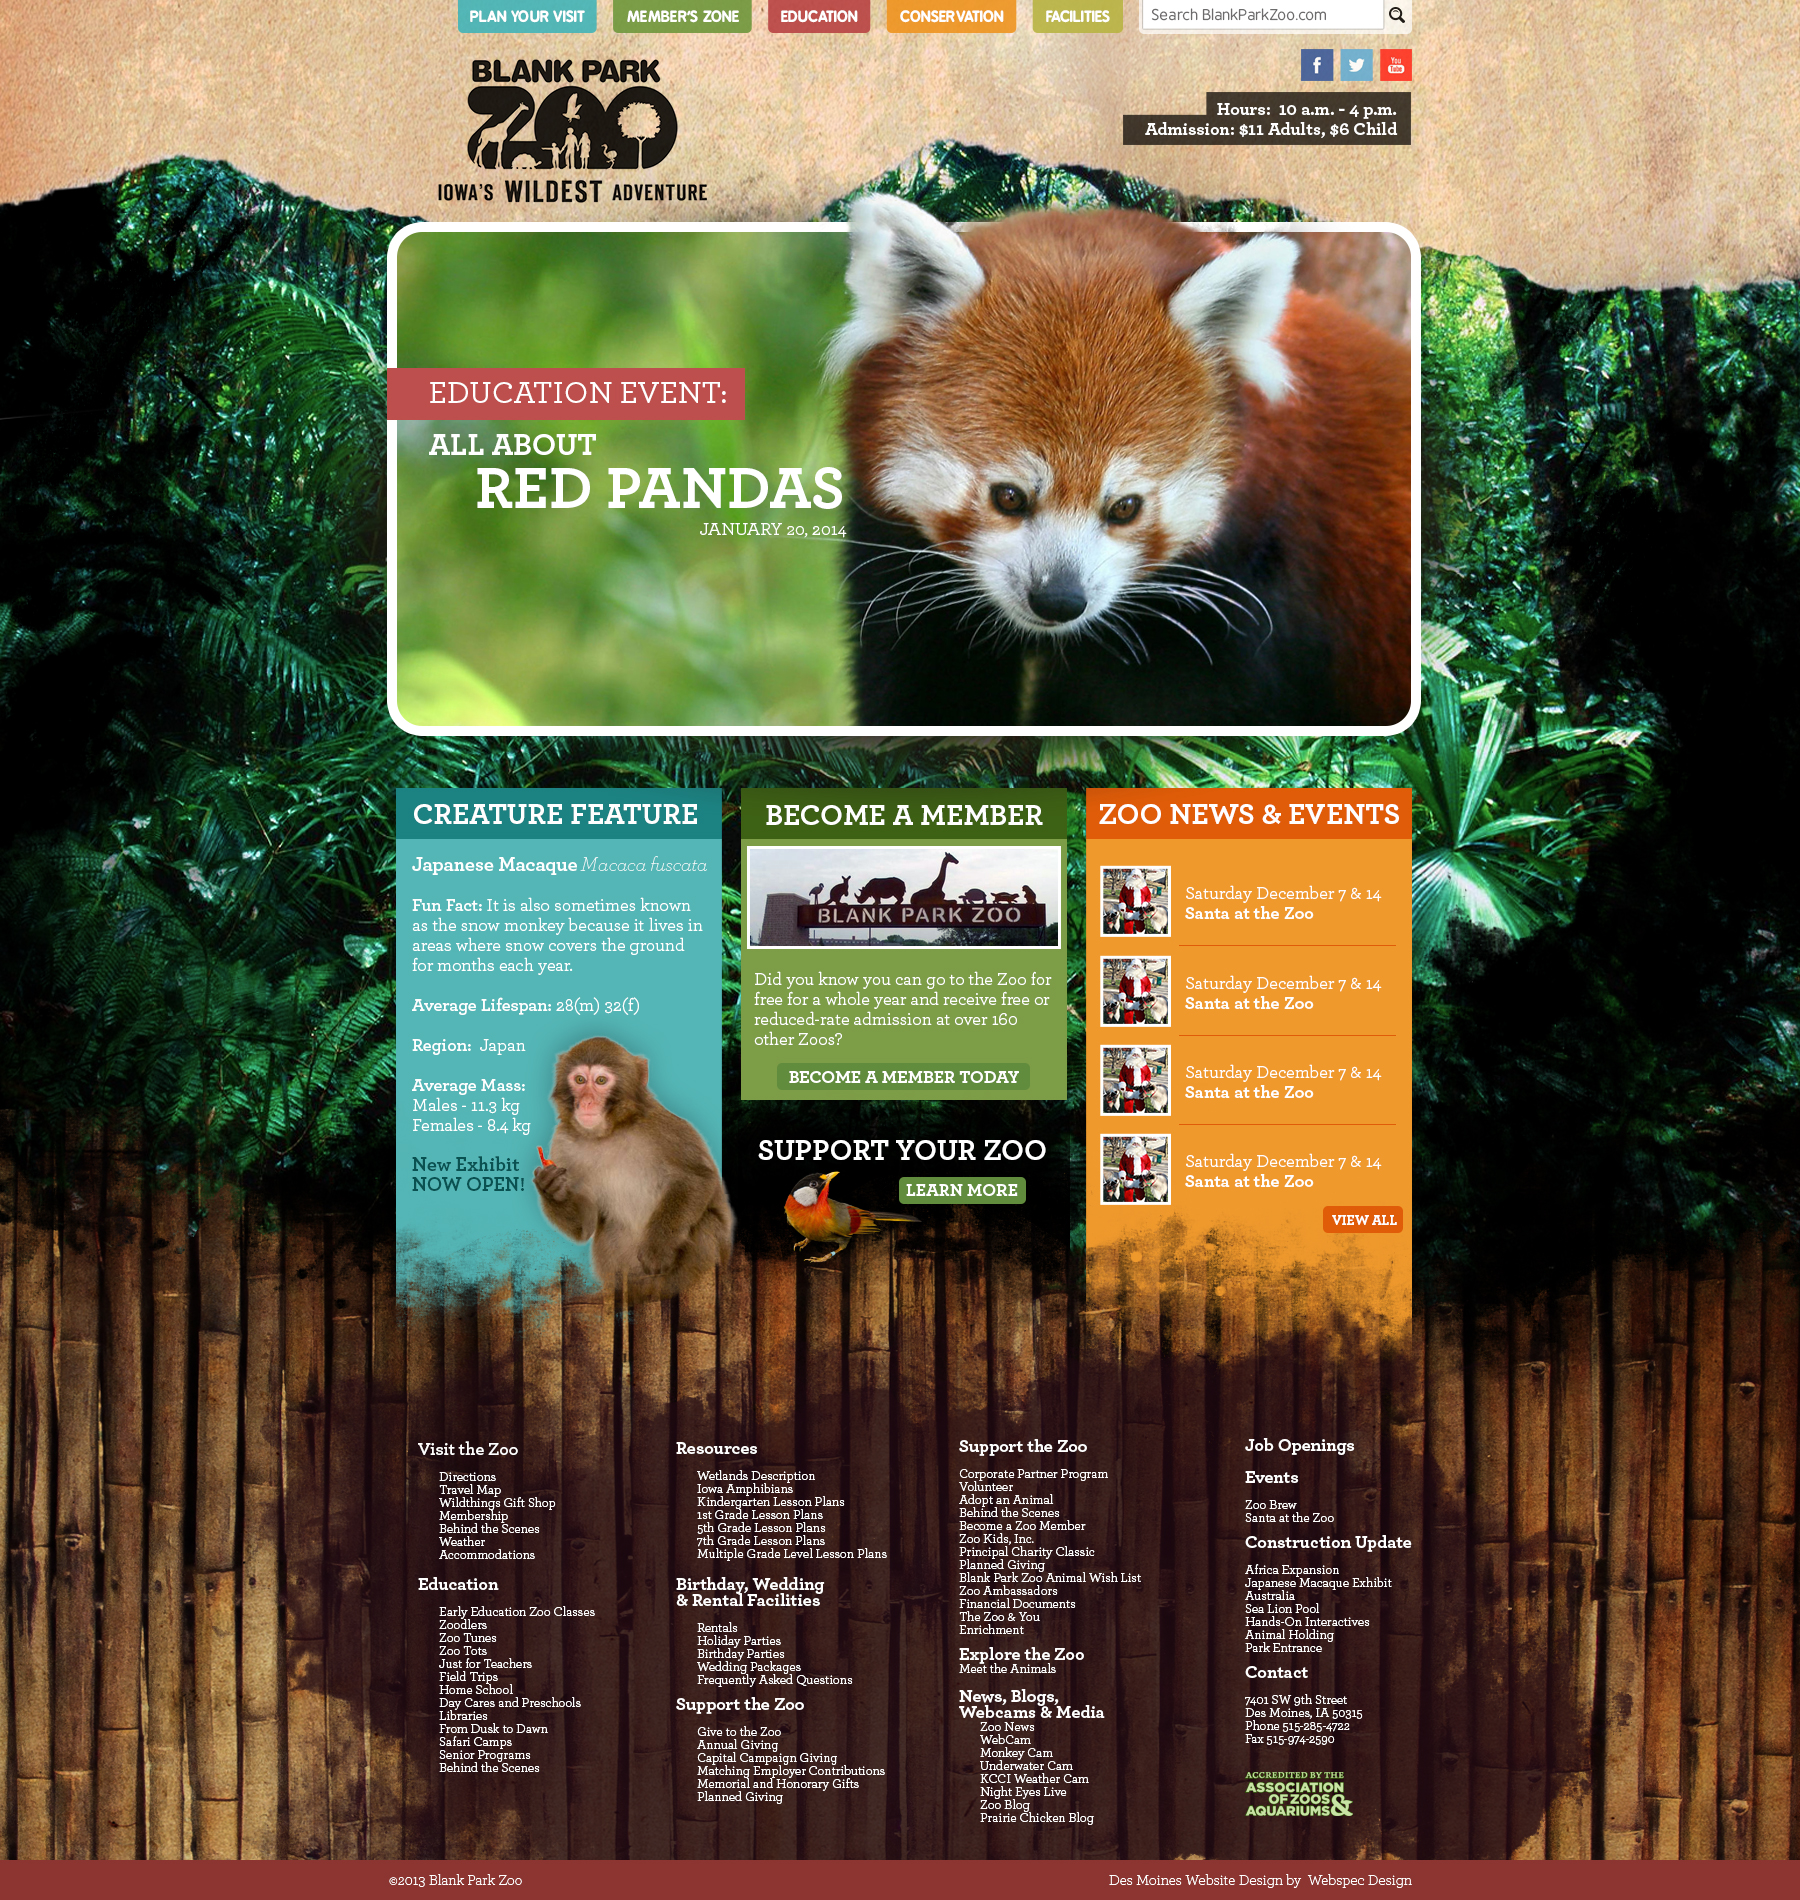 PLAN YOUR VISIT
MEMBER'S ZONE
EDUCATION
CONSERVATION
FACILITIES
Search BlankParkZoo.com
f
You
Tube
BLANK PARK
ZOO
IOWA'S WILDEST ADVENTURE
Hours: 10 a.m. - 4 p.m.
Admission: $11 Adults, $6 Child
EDUCATION EVENT:
ALL ABOUT
RED PANDAS
JANUARY 20, 2014
CREATURE FEATURE
Japanese Macaque Macaca fuscata
Fun Fact: It is also sometimes known
as the snow monkey because it lives in
areas where snow covers the ground
for months each year.
Average Lifespan: 28(m) 32(f)
Region: Japan
Average Mass:
Males - 11.3 kg
Females - 8.4 kg
New Exhibit
NOW OPEN!
BECOME A MEMBER
BLANK PARK ZOO
Did you know you can go to the Zoo for
free for a whole year and receive free or
reduced-rate admission at over 160
other Zoos?
BECOME A MEMBER TODAY
SUPPORT YOUR ZOO
LEARN MORE
ZOO NEWS & EVENTS
Saturday December 7 & 14
Santa at the Zoo
Saturday December 7 & 14
Santa at the Zoo
Saturday December 7 & 14
Santa at the Zoo
Saturday December 7 & 14
Santa at the Zoo
VIEW ALL
Visit the Zoo
Directions
Travel Map
Wildthings Gift Shop
Membership
Behind the Scenes
Weather
Accommodations
Education
Early Education Zoo Classes
Zoodlers
Zoo Tunes
Zoo Tots
Just for Teachers
Field Trips
Home School
Day Cares and Preschools
Libraries
From Dusk to Dawn
Safari Camps
Senior Programs
Behind the Scenes
Resources
Wetlands Description
Iowa Amphibians
Kindergarten Lesson Plans
1st Grade Lesson Plans
5th Grade Lesson Plans
7th Grade Lesson Plans
Multiple Grade Level Lesson Plans
Birthday, Wedding
& Rental Facilities
Rentals
Holiday Parties
Birthday Parties
Wedding Packages
Frequently Asked Questions
Support the Zoo
Give to the Zoo
Annual Giving
Capital Campaign Giving
Matching Employer Contributions
Memorial and Honorary Gifts
Planned Giving
Support the Zoo
Corporate Partner Program
Volunteer
Adopt an Animal
Behind the Scenes
Become a Zoo Member
Zoo Kids, Inc.
Principal Charity Classic
Planned Giving
Blank Park Zoo Animal Wish List
Zoo Ambassadors
Financial Documents
The Zoo & You
Enrichment
Explore the Zoo
Meet the Animals
News, Blogs,
Webcams & Media
Zoo News
WebCam
Monkey Cam
Underwater Cam
KCCI Weather Cam
Night Eyes Live
Zoo Blog
Prairie Chicken Blog
Job Openings
Events
Zoo Brew
Santa at the Zoo
Construction Update
Africa Expansion
Japanese Macaque Exhibit
Australia
Sea Lion Pool
Hands-On Interactives
Animal Holding
Park Entrance
Contact
7401 SW 9th Street
Des Moines, IA 50315
Phone 515-285-4722
Fax 515-974-2590
ACCREDITED BY THE
ASSOCIATION
OF ZOOS
AQUARIUMS &
©2013 Blank Park Zoo
Des Moines Website Design by Webspec Design